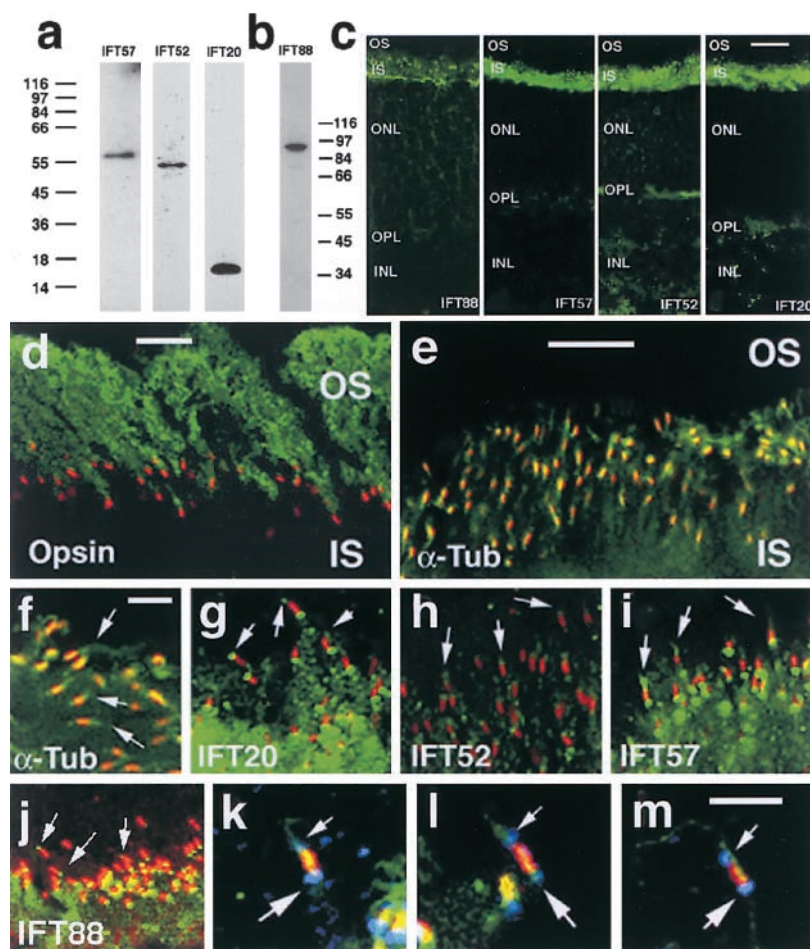 a
IFT57 IFT52 IFT20
116
97
84
66
55
45
36
18
14
b
IFT88
116
97
84
66
55
45
34
c
OS
IS
ONL
OPL
INL
IFT88
OS
IS
ONL
OPL
INL
IFT57
OS
IS
ONL
OPL
INL
IFT52
OS
IS
ONL
OPL
INL
IFT20
d
OS
Opsin
IS
e
OS
α-Tub
IS
f
α-Tub
g
IFT20
h
IFT52
i
IFT57
j
IFT88
k
l
m